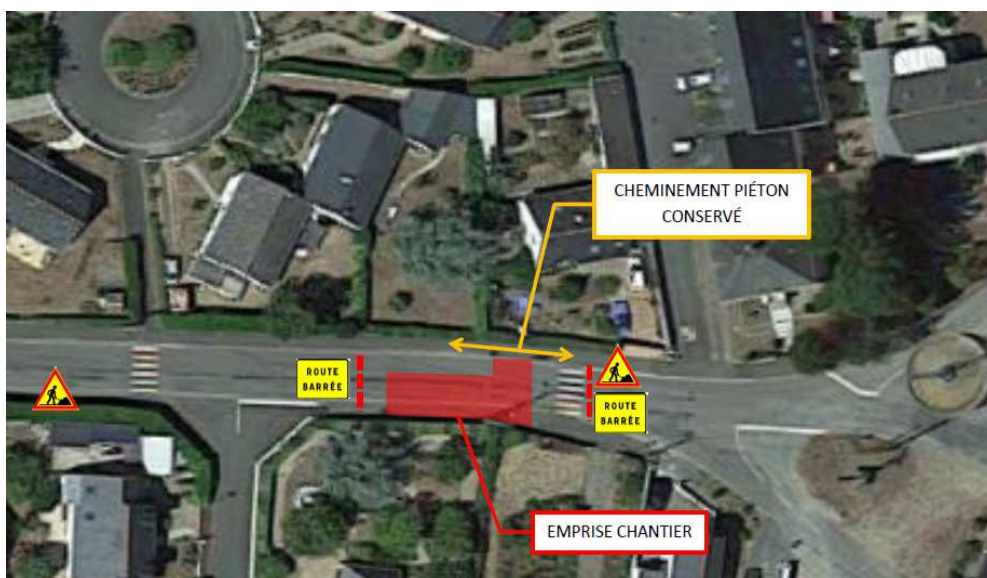 CHEMINEMENT PIÉTON
CONSERVÉ
ROUTE
BARRÉE
ROUTE
BARRÉE
EMPRISE CHANTIER